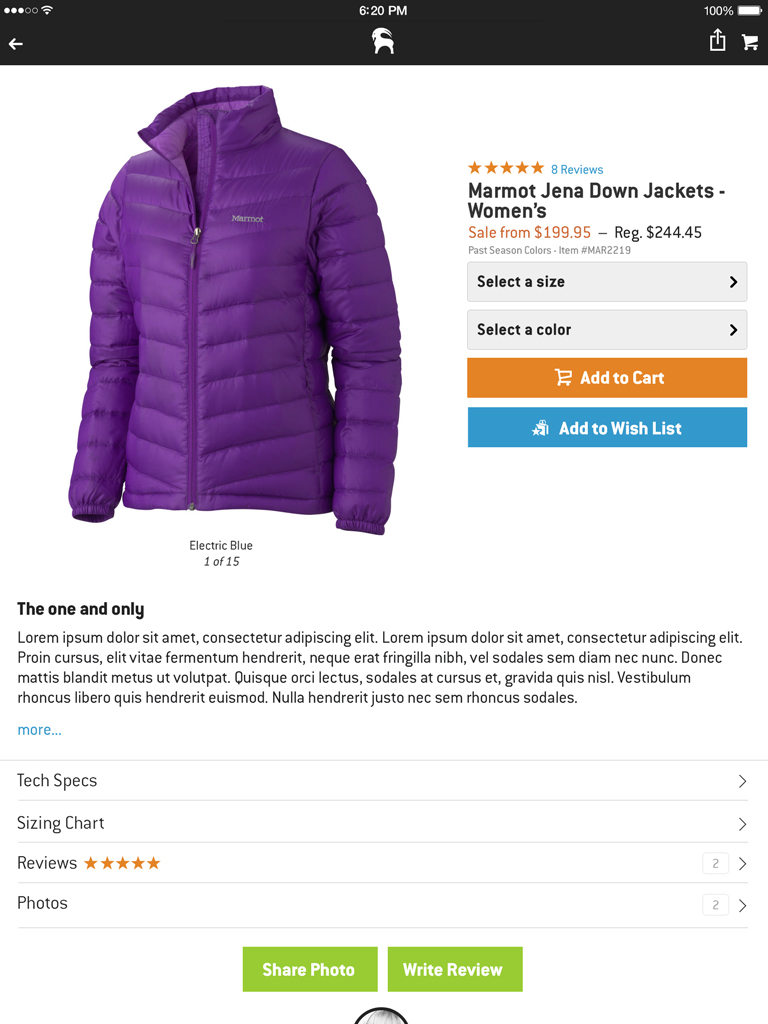 6:20 PM
100%
Marmot
8 Reviews
Marmot Jena Down Jackets -
Women's
Sale from $199.95 – Reg. $244.45
Past Season Colors - Item #MAR2219
Select a size
Select a color
Add to Cart
Add to Wish List
Electric Blue
1 of 15
The one and only
Lorem ipsum dolor sit amet, consectetur adipiscing elit. Lorem ipsum dolor sit amet, consectetur adipiscing elit.
Proin cursus, elit vitae fermentum hendrerit, neque erat fringilla nibh, vel sodales sem diam nec nunc. Donec
mattis blandit metus ut volutpat. Quisque orci lectus, sodales at cursus et, gravida quis nisl. Vestibulum
rhoncus libero quis hendrerit euismod. Nulla hendrerit justo nec sem rhoncus sodales.
more...
Tech Specs
Sizing Chart
Reviews 2
Photos 2
Share Photo Write Review